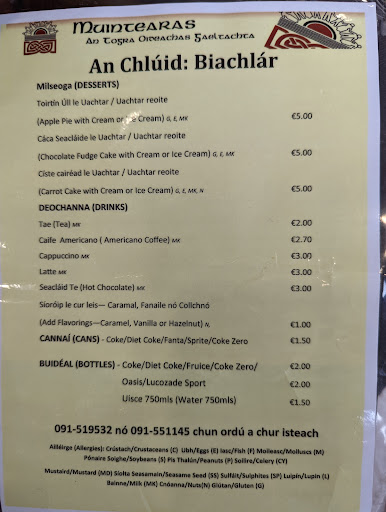 Muintearas
An Togra Oideachas Gaeltachta
An Chlúid: Biachlár
Milseoga (DESSERTS)
Toirtín Úll le Uachtar / Uachtar reoite
(Apple Pie with Cream or Ice Cream) G, E, MK €5.00
Cáca Seacláide le Uachtar / Uachtar reoite
(Chocolate Fudge Cake with Cream or Ice Cream) G, E, MK €5.00
Císte cairéad le Uachtar / Uachtar reoite
(Carrot Cake with Cream or Ice Cream) G, E, MK, N €5.00
DEOCHANNA (DRINKS)
Tae (Tea) MK €2.00
Caife Americano ( Americano Coffee) MK €2.70
Cappuccino MK €3.00
Latte MK €3.00
Seacláid Te (Hot Chocolate) MK €3.00
Sioróip le cur leis— Caramal, Fanaile nó Collchnó
(Add Flavorings—Caramel, Vanilla or Hazelnut) N, €1.00
CANNAÍ (CANS) - Coke/Diet Coke/Fanta/Sprite/Coke Zero €1.50
BUIDÉAL (BOTTLES) - Coke/Diet Coke/Fruice/Coke Zero/ €2.00
Oasis/Lucozade Sport €2.00
Uisce 750mls (Water 750mls) €1.50
091-519532 nó 091-551145 chun ordú a chur isteach
Ailléirge (Allergies): Crústach/Crustaceans (C) Ubh/Eggs (E) Iasc/Fish (F) Moileasc/Molluscs (M)
Pónaire Soighe/Soybeans (S) Pis Thalún/Peanuts (P) Soilire/Celery (CY)
Mustaird/Mustard (MD) Síolta Seasamain/Seasame Seed (SS) Sulfáit/Sulphites (SP) Luipín/Lupin (L)
Bainne/Milk (MK) Cnónna/Nuts(N) Glútan/Gluten (G)